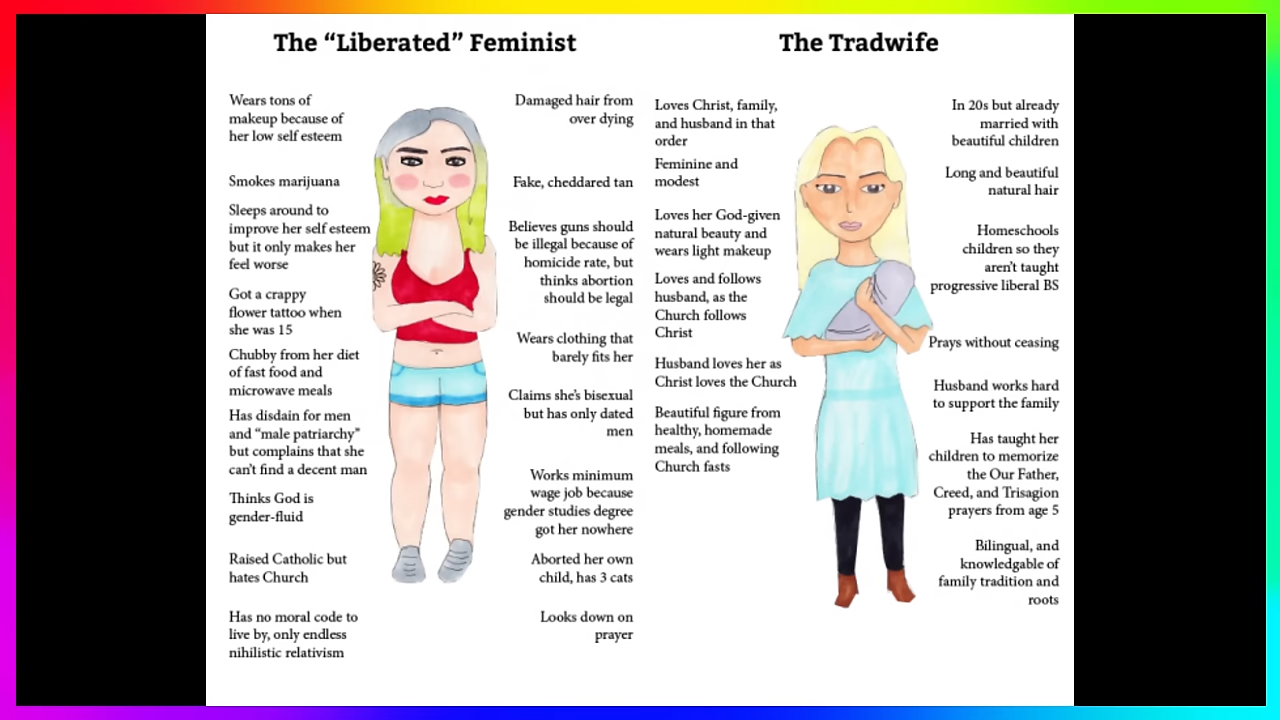 The “Liberated” Feminist
Wears tons of
makeup because of
her low self esteem
Smokes marijuana
Sleeps around to
improve her self esteem
but it only makes her
feel worse
Got a crappy
flower tattoo when
she was 15
Chubby from her diet
of fast food and
microwave meals
Has disdain for men
and “male patriarchy”
but complains that she
can’t find a decent man
Thinks God is
gender-fluid
Raised Catholic but
hates Church
Has no moral code to
live by, only endless
nihilistic relativism
Damaged hair from
over dying
Fake, cheddared tan
Believes guns should
be illegal because of
homicide rate, but
thinks abortion
should be legal
Wears clothing that
barely fits her
Claims she’s bisexual
but has only dated
men
Works minimum
wage job because
gender studies degree
got her nowhere
Aborted her own
child, has 3 cats
Looks down on
prayer
The Tradwife
Loves Christ, family,
and husband in that
order
Feminine and
modest
Loves her God-given
natural beauty and
wears light makeup
Loves and follows
husband, as the
Church follows
Christ
Husband loves her as
Christ loves the Church
Beautiful figure from
healthy, homemade
meals, and following
Church fasts
In 20s but already
married with
beautiful children
Long and beautiful
natural hair
Homeschools
children so they
aren’t taught
progressive liberal BS
Prays without ceasing
Husband works hard
to support the family
Has taught her
children to memorize
the Our Father,
Creed, and Trisagion
prayers from age 5
Bilingual, and
knowledgable of
family tradition and
roots